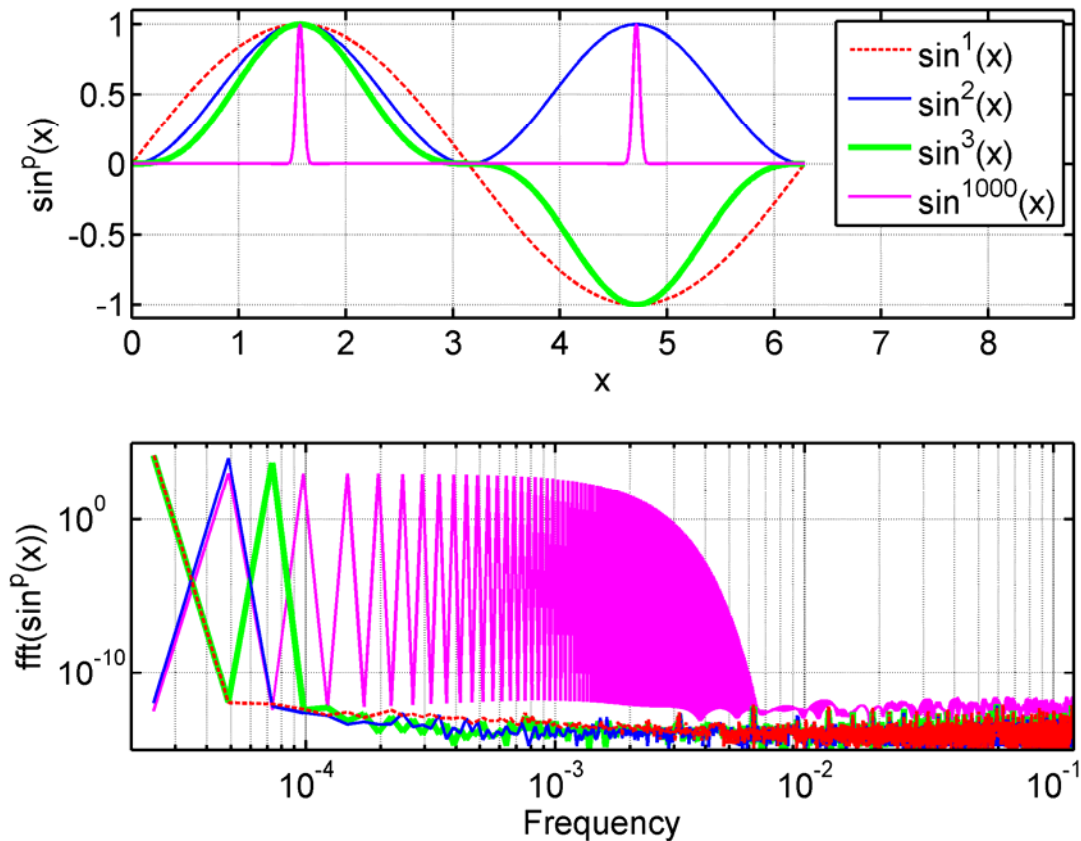 1
0.5
0
-0.5
-1
sin^p(x)
0 1 2 3 4 5 6 7 8
x
sin^1(x)
sin^2(x)
sin^3(x)
sin^1000(x)
10^0
10^-10
fft(sin^p(x))
10^-4 10^-3 10^-2 10^-1
Frequency